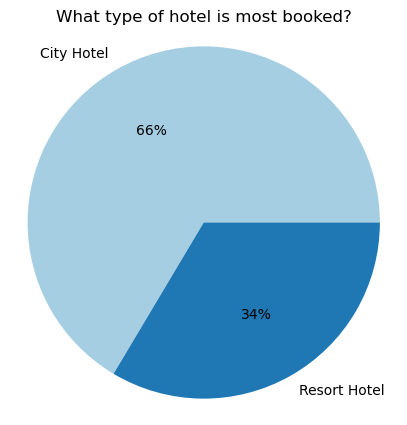 What type of hotel is most booked?
City Hotel
66%
34%
Resort Hotel